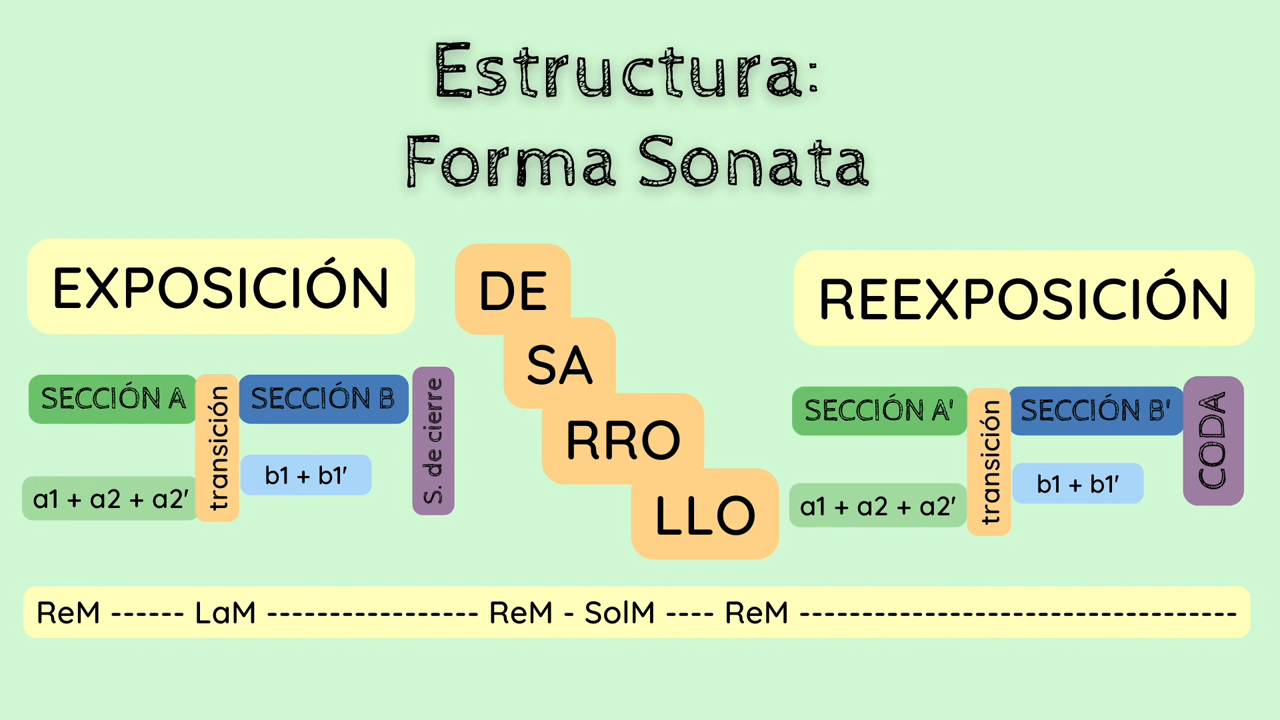 Estructura:
Forma Sonata
EXPOSICIÓN
SECCIÓN A
transición
SECCIÓN B
S. de cierre
a1 + a2 + a2'
b1 + b1'
DE
SA
RRO
LLO
REEXPOSICIÓN
SECCIÓN A'
transición
SECCIÓN B'
CODA
a1 + a2 + a2'
b1 + b1'
ReM ------ LaM ----------------- ReM - SolM ---- ReM -----------------------------------